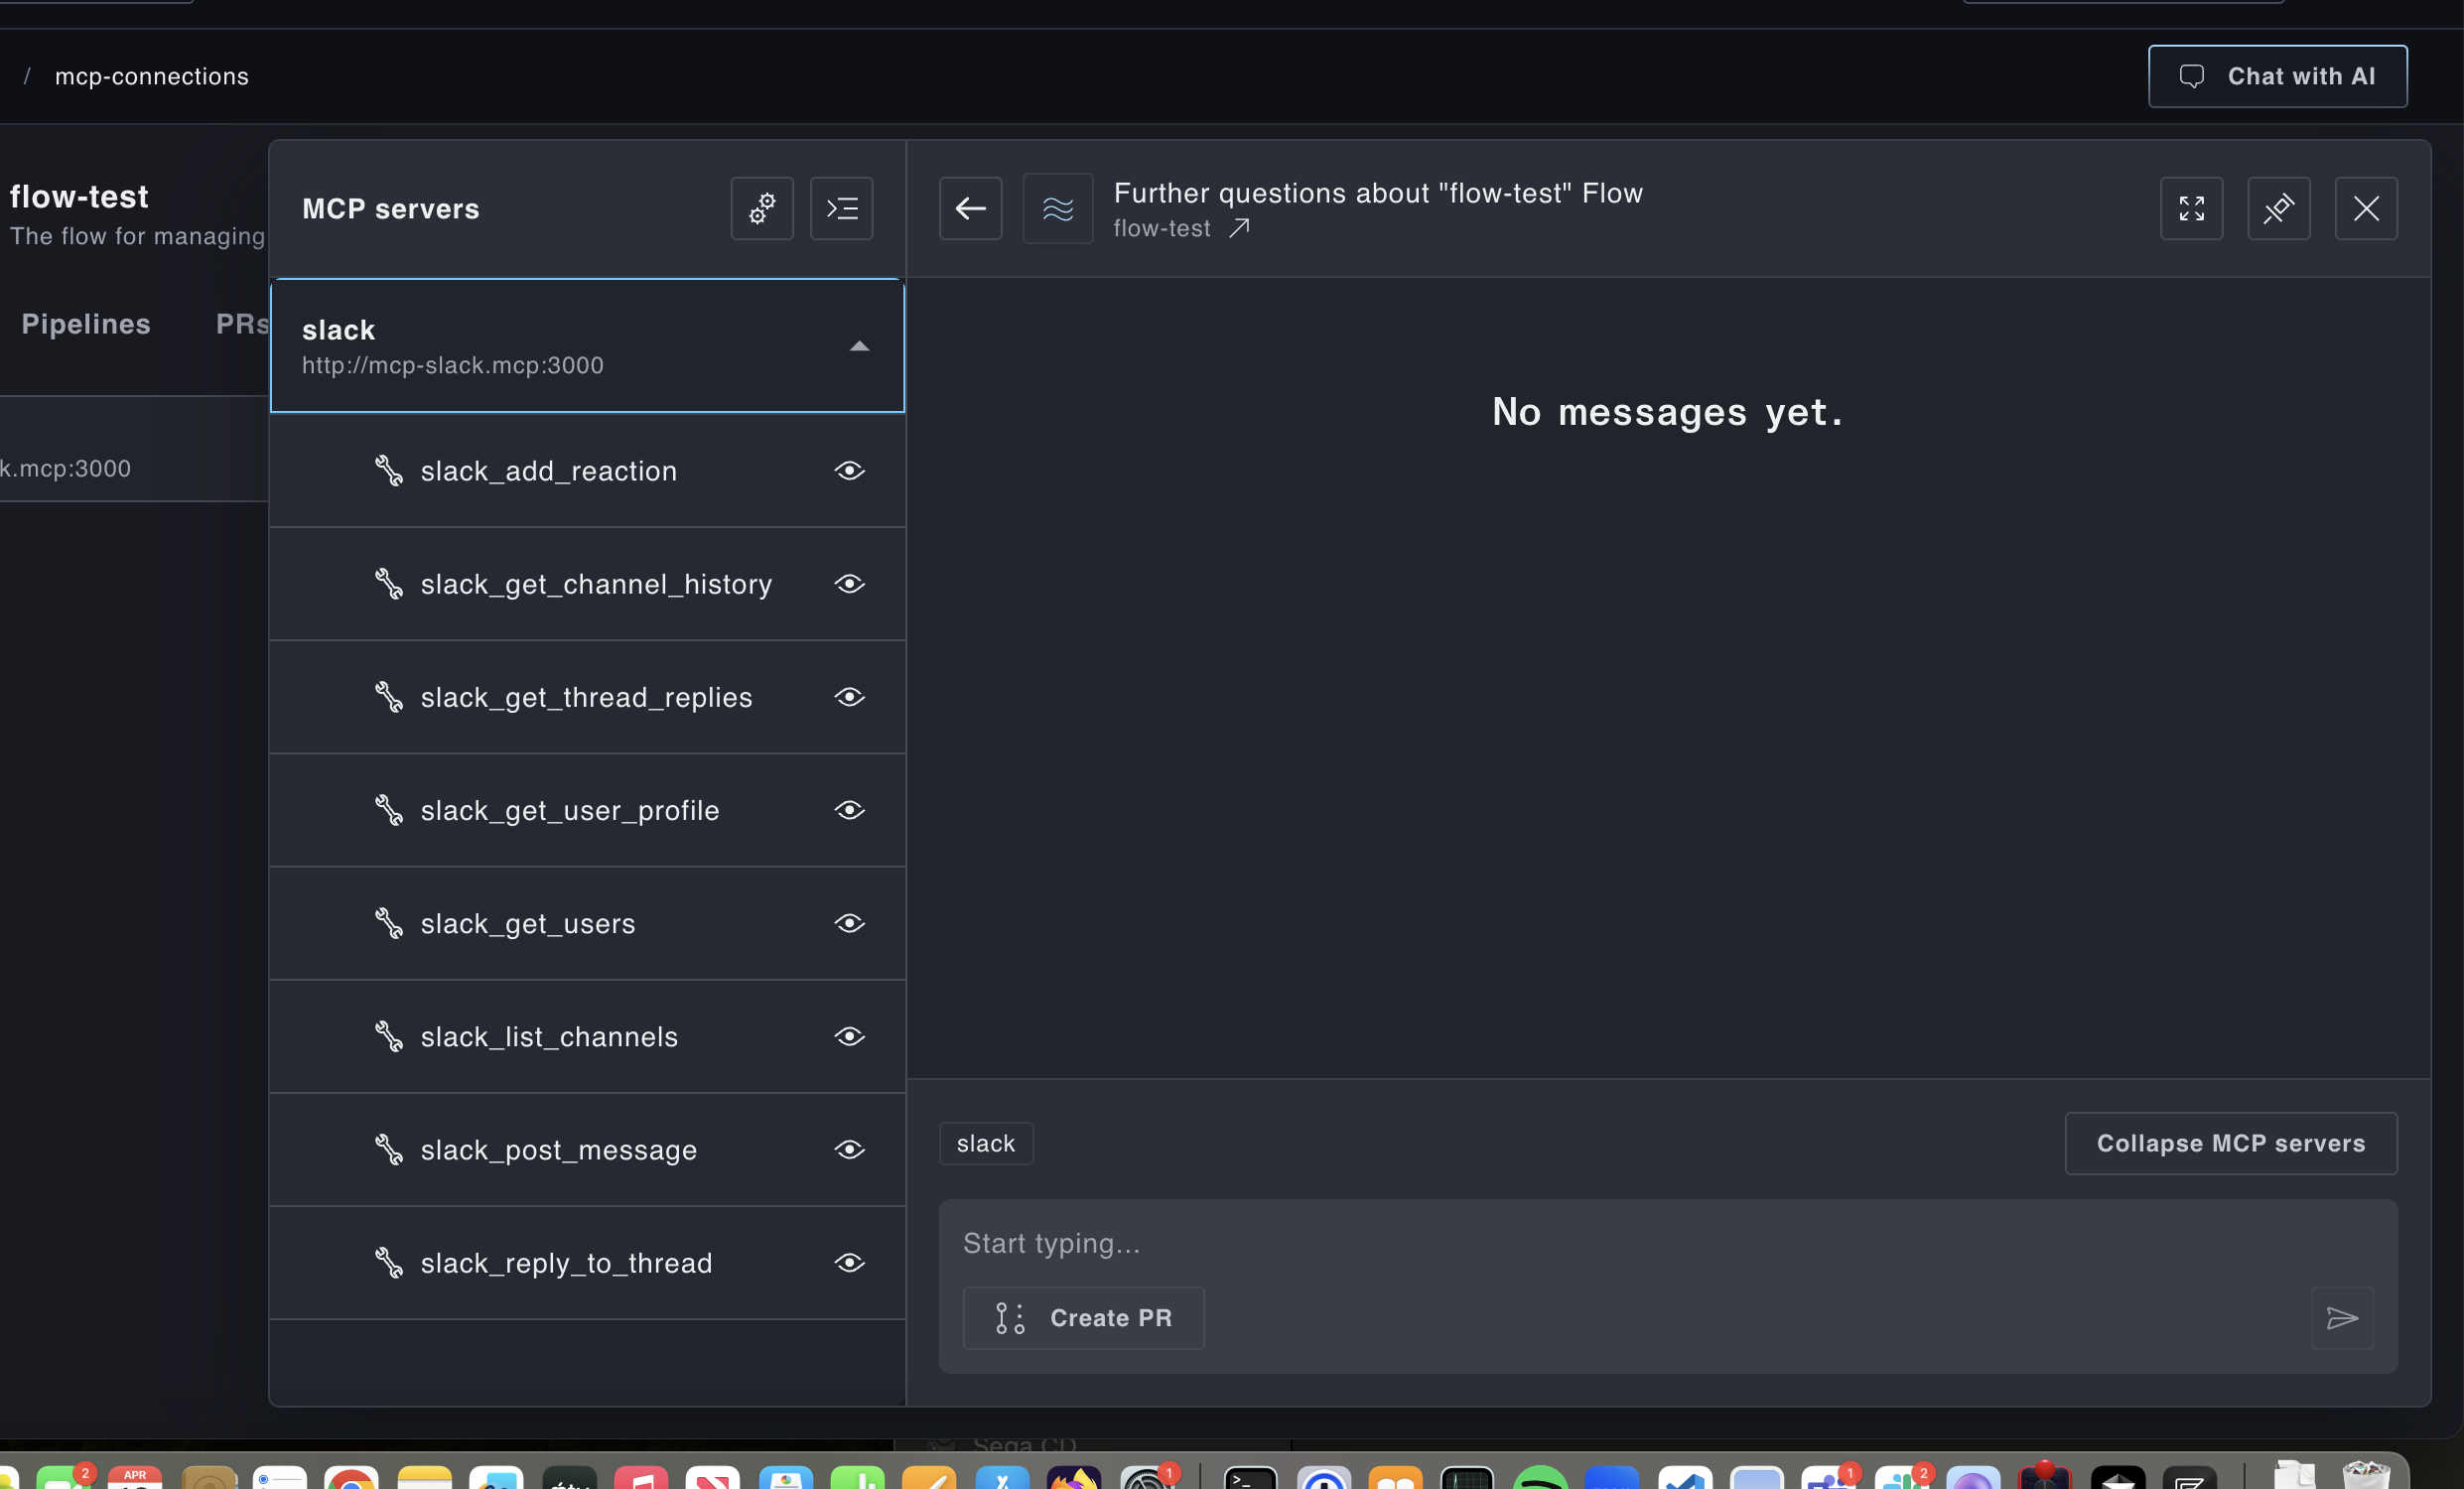 / mcp-connections
Chat with AI
flow-test
The flow for managing
Pipelines
PRs
k.mcp:3000
MCP servers
slack
http://mcp-slack.mcp:3000
slack_add_reaction
slack_get_channel_history
slack_get_thread_replies
slack_get_user_profile
slack_get_users
slack_list_channels
slack_post_message
slack_reply_to_thread
Further questions about "flow-test" Flow
flow-test
No messages yet.
slack
Collapse MCP servers
Start typing...
Create PR
Sega CD
2
APR
1
1
2